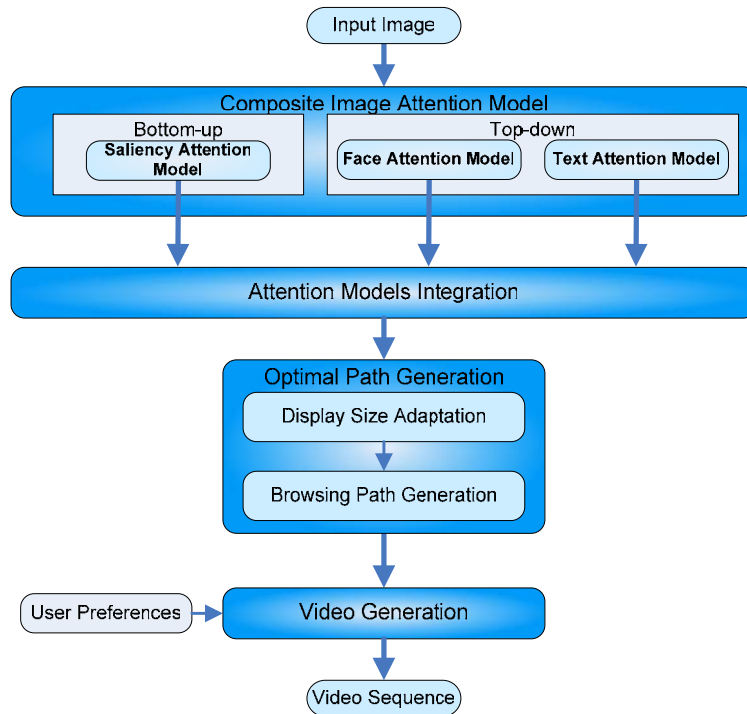 Input Image
Composite Image Attention Model
Bottom-up
Top-down
Saliency Attention
Model
Face Attention Model
Text Attention Model
Attention Models Integration
Optimal Path Generation
Display Size Adaptation
Browsing Path Generation
User Preferences
Video Generation
Video Sequence